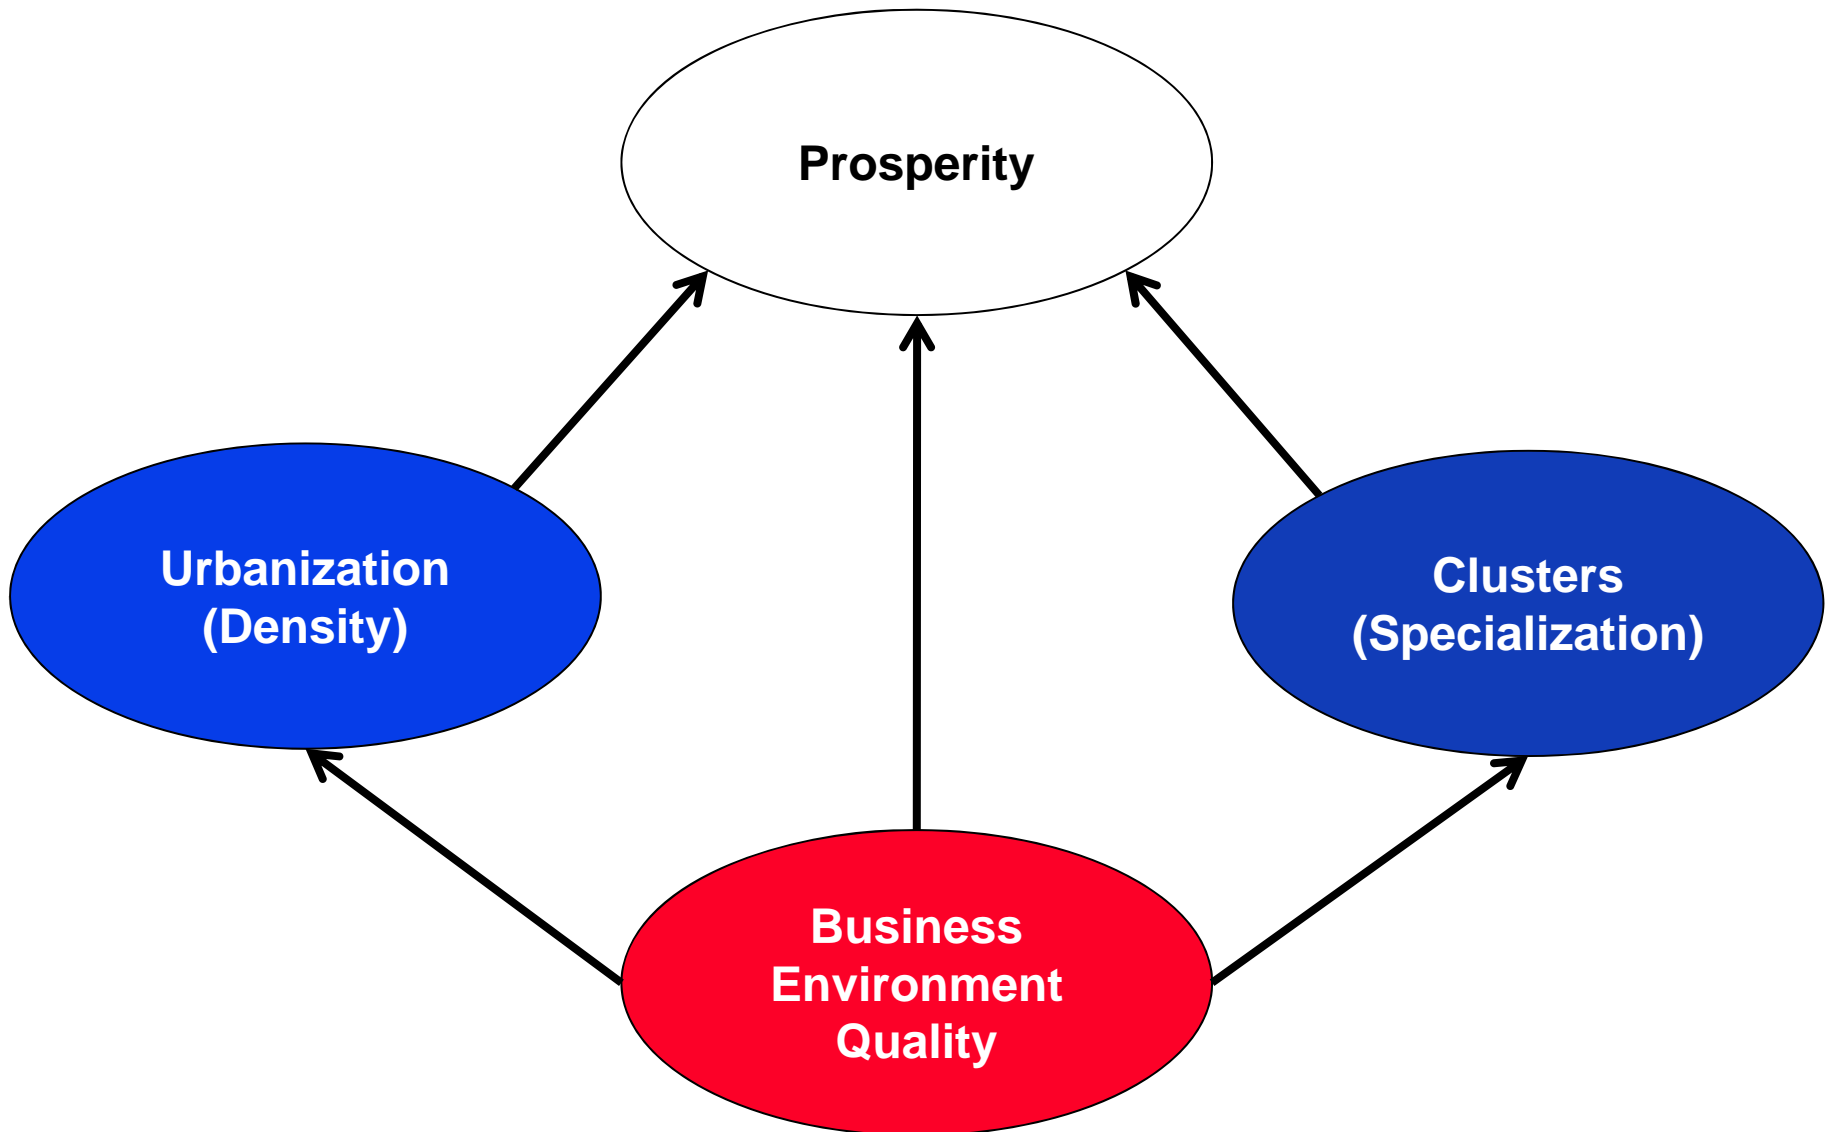 Prosperity
Urbanization
(Density)
Clusters
(Specialization)
Business
Environment
Quality